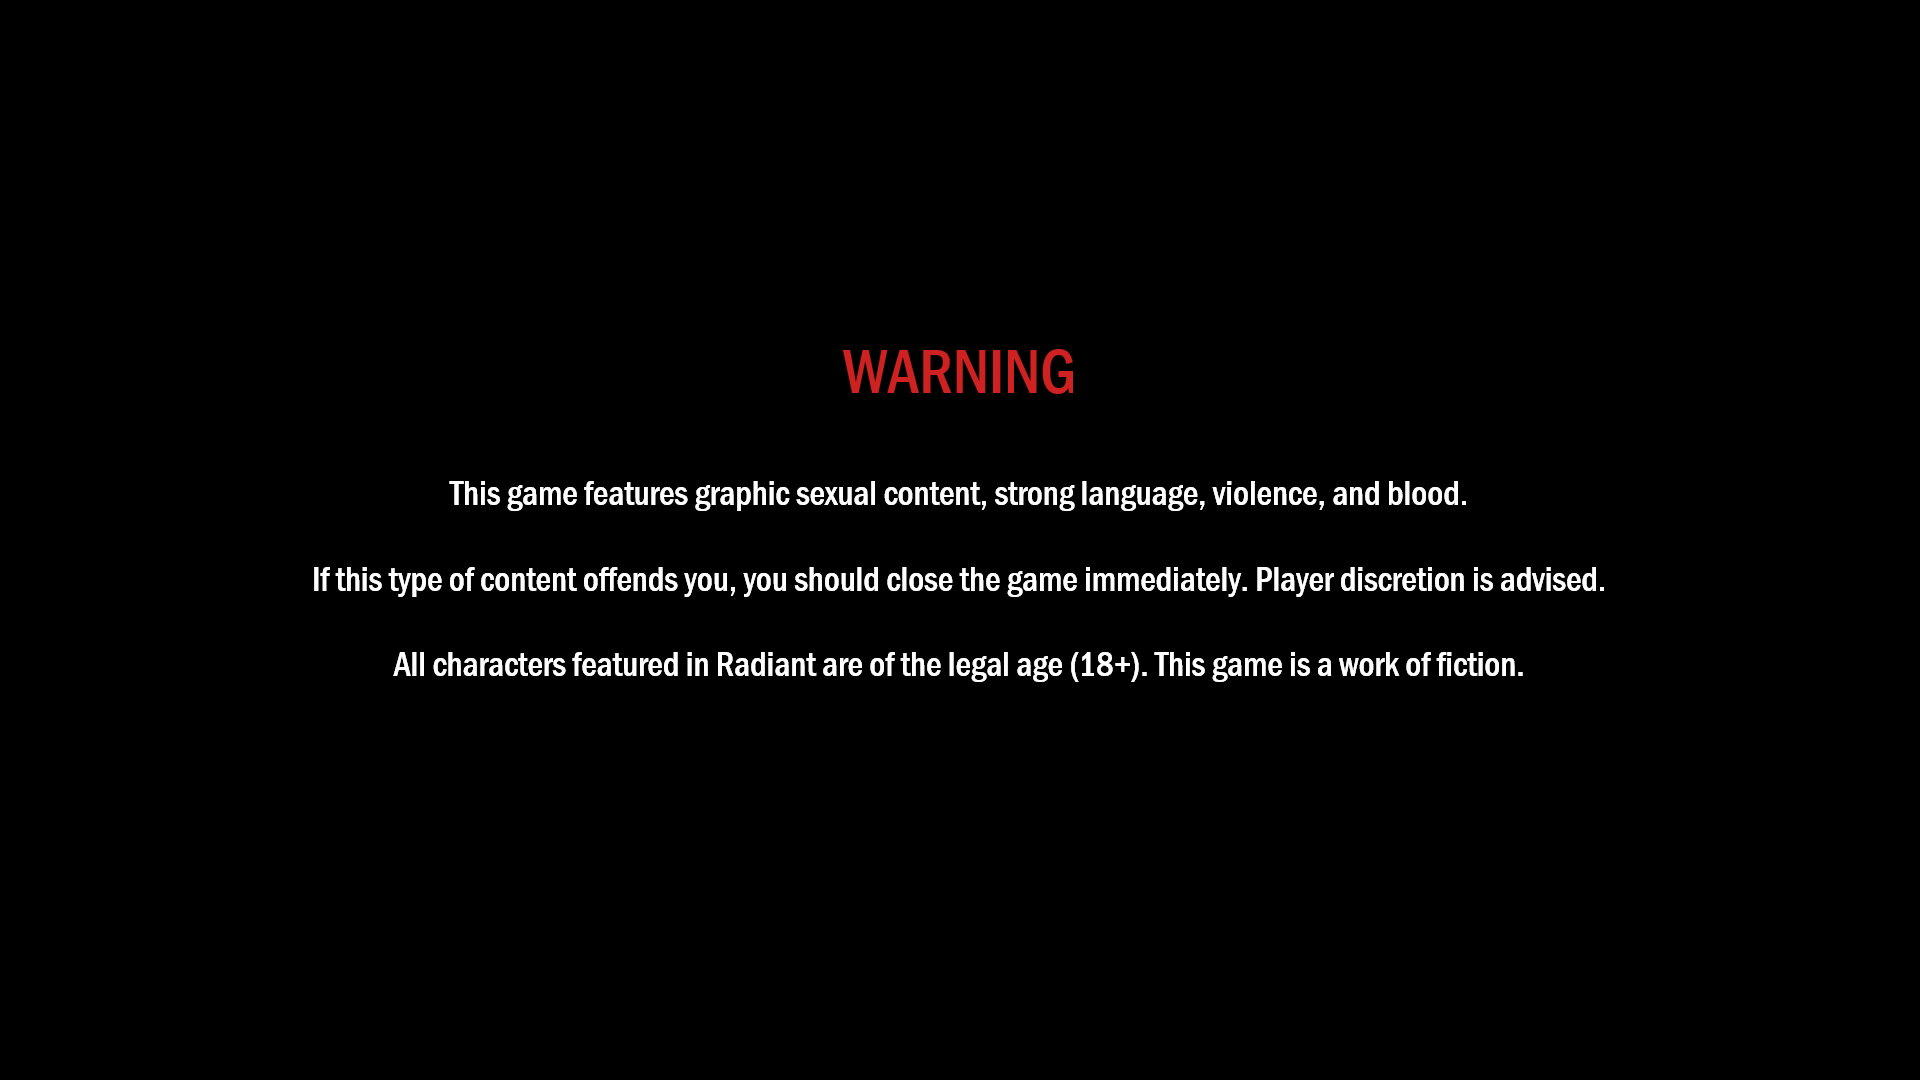 WARNING
This game features graphic sexual content, strong language, violence, and blood.
If this type of content offends you, you should close the game immediately. Player discretion is advised.
All characters featured in Radiant are of the legal age (18+). This game is a work of fiction.